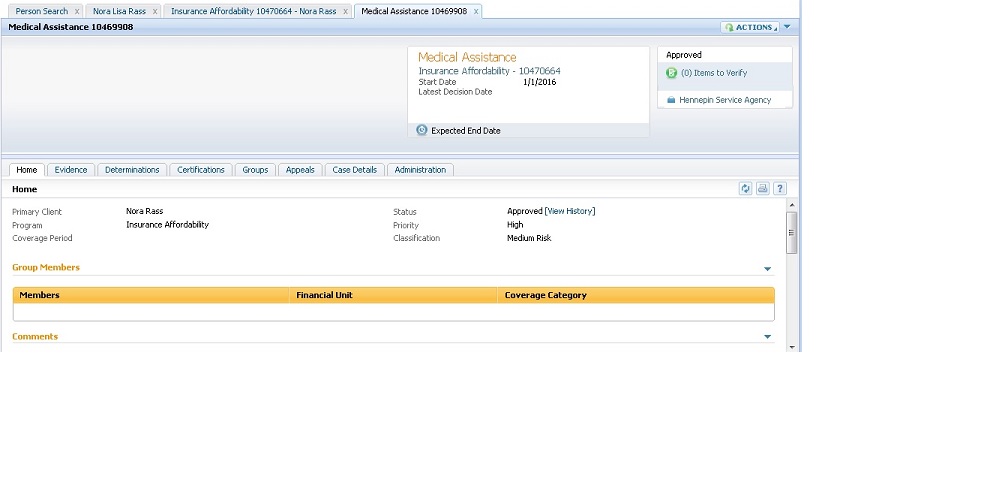 Person Search x Nora Lisa Rass x Insurance Affordability 10470664 - Nora Rass x Medical Assistance 10469908 x
Medical Assistance 10469908 ACTIONS
Medical Assistance
Insurance Affordability - 10470664
Start Date 1/1/2016
Latest Decision Date
Expected End Date
Approved
(0) Items to Verify
Hennepin Service Agency
Home Evidence Determinations Certifications Groups Appeals Case Details Administration
Home ?
Primary Client Nora Rass Status Approved [View History]
Program Insurance Affordability Priority High
Coverage Period Classification Medium Risk
Group Members
Members Financial Unit Coverage Category
Comments